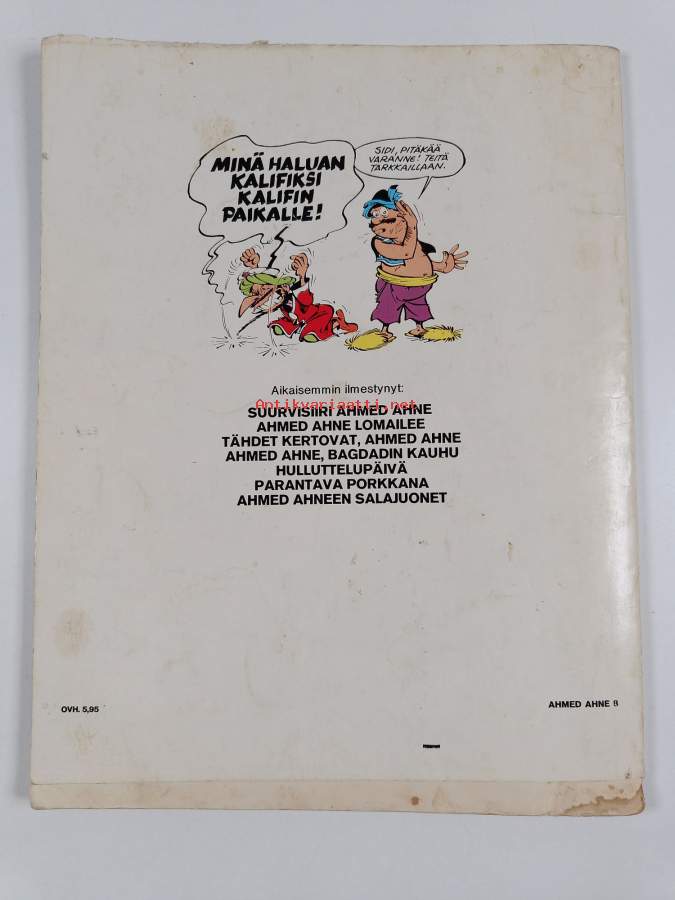 MINÄ HALUAN
KALIFIKSI
KALIFIN
PAIKALLE!
SIDI, PITÄKÄÄ
VARANNE! TEITÄ
TARKKAILLAAN.
Aikaisemmin ilmestynyt:
Antikvariaatti.net
SUURVISIIRI AHMED AHNE
AHMED AHNE LOMAILEE
TÄHDET KERTOVAT, AHMED AHNE
AHMED AHNE, BAGDADIN KAUHU
HULLUTTELUPÄIVÄ
PARANTAVA PORKKANA
AHMED AHNEEN SALAJUONET
OVH. 5,95
AHMED AHNE 8